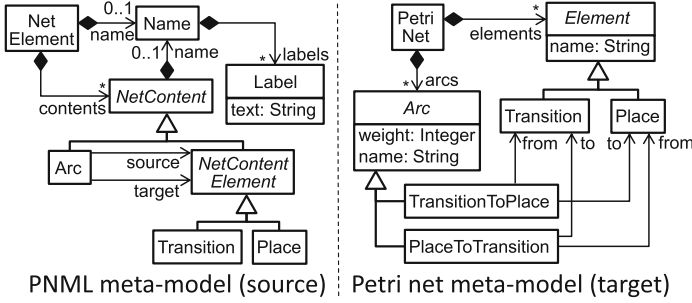 Net
Element
0..1
name
Name
0..1
name
*
labels
Label
text: String
contents
*
NetContent
Arc
source
target
NetContent
Element
Transition
Place
PNML meta-model (source)
Petri
Net
*
elements
Element
name: String
*
arcs
Arc
weight: Integer
name: String
Transition
Place
from
to
to
from
TransitionToPlace
PlaceToTransition
Petri net meta-model (target)